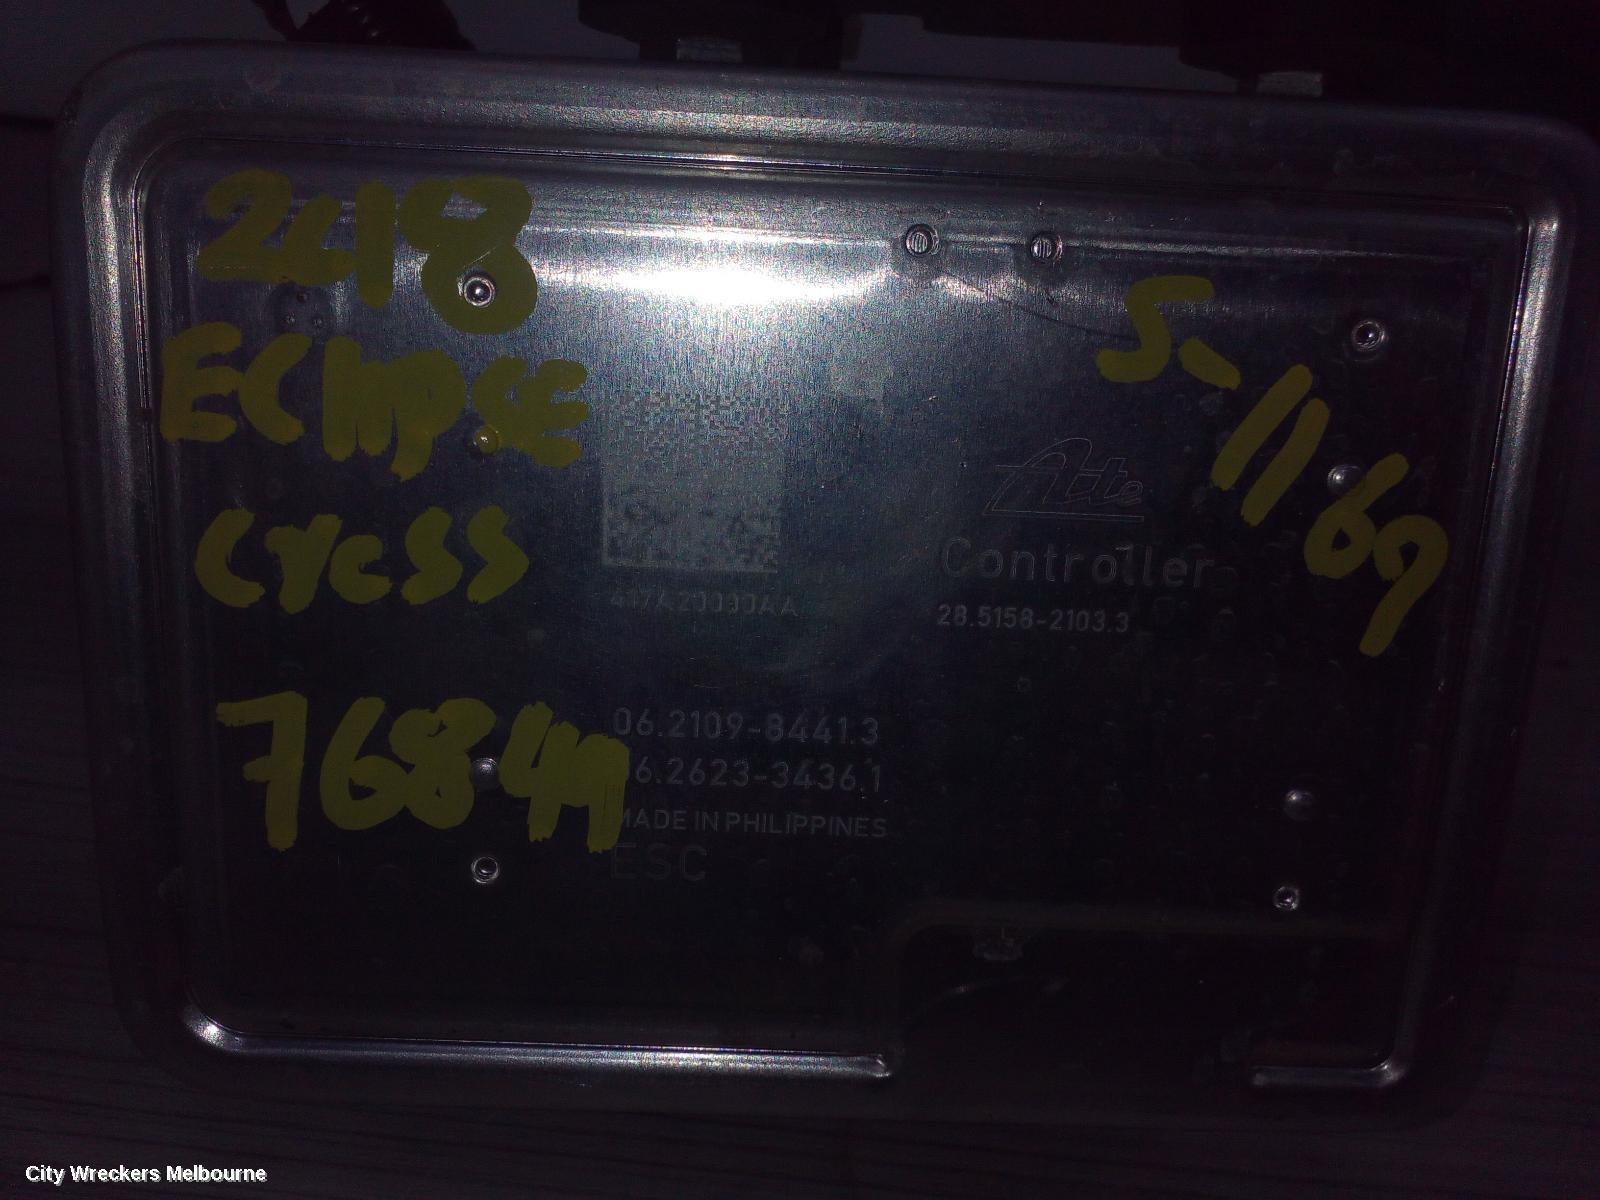 2018
ECLIPSE
CrOSS
S-1169
Ate
Controller
28.5158-2103.3
06.2109-8441.3
06.2623-3436.1
MADE IN PHILIPPINES
ESC
City Wreckers Melbourne